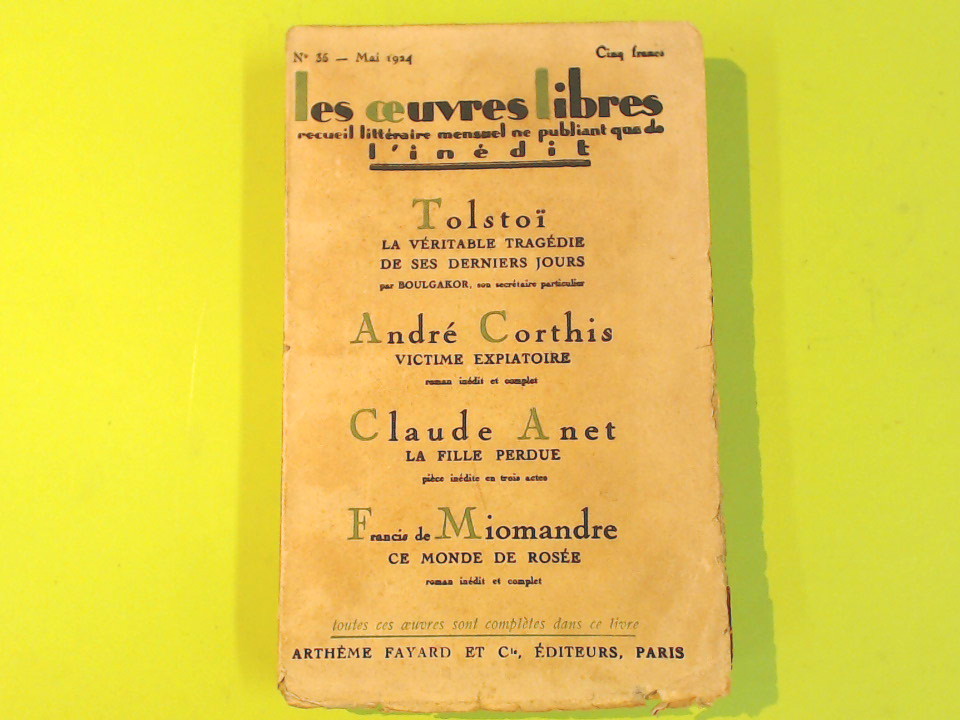 N° 36 — Mai 1924
Cinq francs
les œuvres libres
recueil littéraire mensuel ne publiant que de
l'inédit
Tolstoï
LA VÉRITABLE TRAGÉDIE
DE SES DERNIERS JOURS
par BOULGAKOR, son secrétaire particulier
André Corthis
VICTIME EXPIATOIRE
roman inédit et complet
Claude Anet
LA FILLE PERDUE
pièce inédite en trois actes
Francis de Miomandre
CE MONDE DE ROSÉE
roman inédit et complet
toutes ces œuvres sont complètes dans ce livre
ARTHÈME FAYARD ET Cie, ÉDITEURS, PARIS